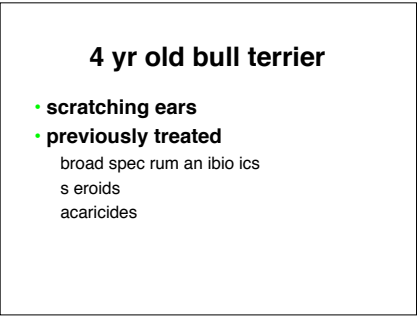 4 yr old bull terrier
• scratching ears
• previously treated
broad spec rum an ibio ics
s eroids
acaricides